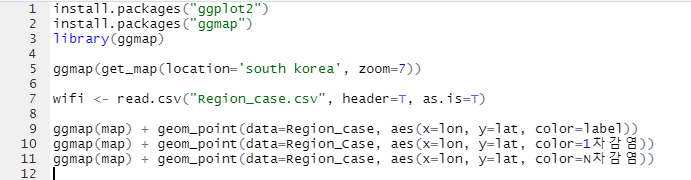 1 install.packages("ggplot2")
2 install.packages("ggmap")
3 library(ggmap)
4
5 ggmap(get_map(location='south korea', zoom=7))
6
7 wifi <- read.csv("Region_case.csv", header=T, as.is=T)
8
9 ggmap(map) + geom_point(data=Region_case, aes(x=lon, y=lat, color=label))
10 ggmap(map) + geom_point(data=Region_case, aes(x=lon, y=lat, color=1차감염))
11 ggmap(map) + geom_point(data=Region_case, aes(x=lon, y=lat, color=N차감염))
12